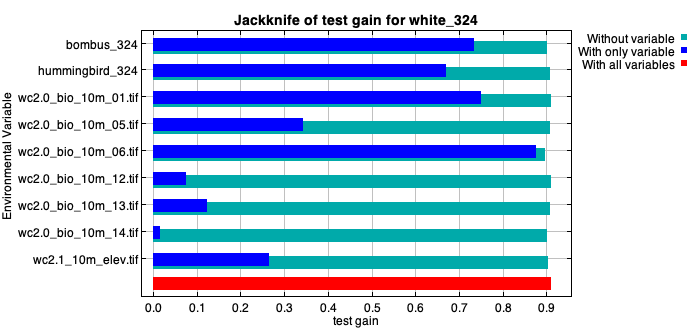 Jackknife of test gain for white_324
Without variable
With only variable
With all variables
Environmental Variable
bombus_324
hummingbird_324
wc2.0_bio_10m_01.tif
wc2.0_bio_10m_05.tif
wc2.0_bio_10m_06.tif
wc2.0_bio_10m_12.tif
wc2.0_bio_10m_13.tif
wc2.0_bio_10m_14.tif
wc2.1_10m_elev.tif
0.0 0.1 0.2 0.3 0.4 0.5 0.6 0.7 0.8 0.9
test gain